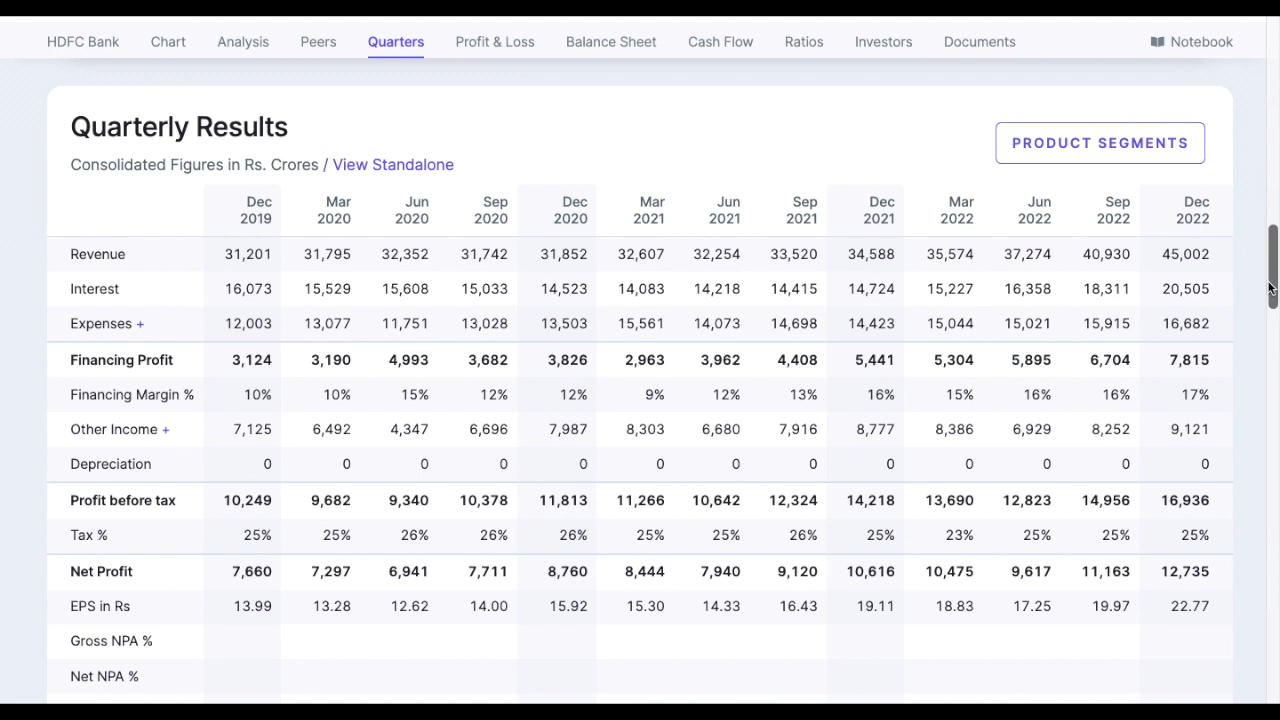 HDFC Bank Chart Analysis Peers Quarters Profit & Loss Balance Sheet Cash Flow Ratios Investors Documents Notebook
Quarterly Results
PRODUCT SEGMENTS
Consolidated Figures in Rs. Crores / View Standalone
Dec Mar Jun Sep Dec Mar Jun Sep Dec Mar Jun Sep Dec
2019 2020 2020 2020 2020 2021 2021 2021 2021 2022 2022 2022 2022
Revenue 31,201 31,795 32,352 31,742 31,852 32,607 32,254 33,520 34,588 35,574 37,274 40,930 45,002
Interest 16,073 15,529 15,608 15,033 14,523 14,083 14,218 14,415 14,724 15,227 16,358 18,311 20,505
Expenses + 12,003 13,077 11,751 13,028 13,503 15,561 14,073 14,698 14,423 15,044 15,021 15,915 16,682
Financing Profit 3,124 3,190 4,993 3,682 3,826 2,963 3,962 4,408 5,441 5,304 5,895 6,704 7,815
Financing Margin % 10% 10% 15% 12% 12% 9% 12% 13% 16% 15% 16% 16% 17%
Other Income + 7,125 6,492 4,347 6,696 7,987 8,303 6,680 7,916 8,777 8,386 6,929 8,252 9,121
Depreciation 0 0 0 0 0 0 0 0 0 0 0 0 0
Profit before tax 10,249 9,682 9,340 10,378 11,813 11,266 10,642 12,324 14,218 13,690 12,823 14,956 16,936
Tax % 25% 25% 26% 26% 26% 25% 25% 26% 25% 23% 25% 25% 25%
Net Profit 7,660 7,297 6,941 7,711 8,760 8,444 7,940 9,120 10,616 10,475 9,617 11,163 12,735
EPS in Rs 13.99 13.28 12.62 14.00 15.92 15.30 14.33 16.43 19.11 18.83 17.25 19.97 22.77
Gross NPA %
Net NPA %